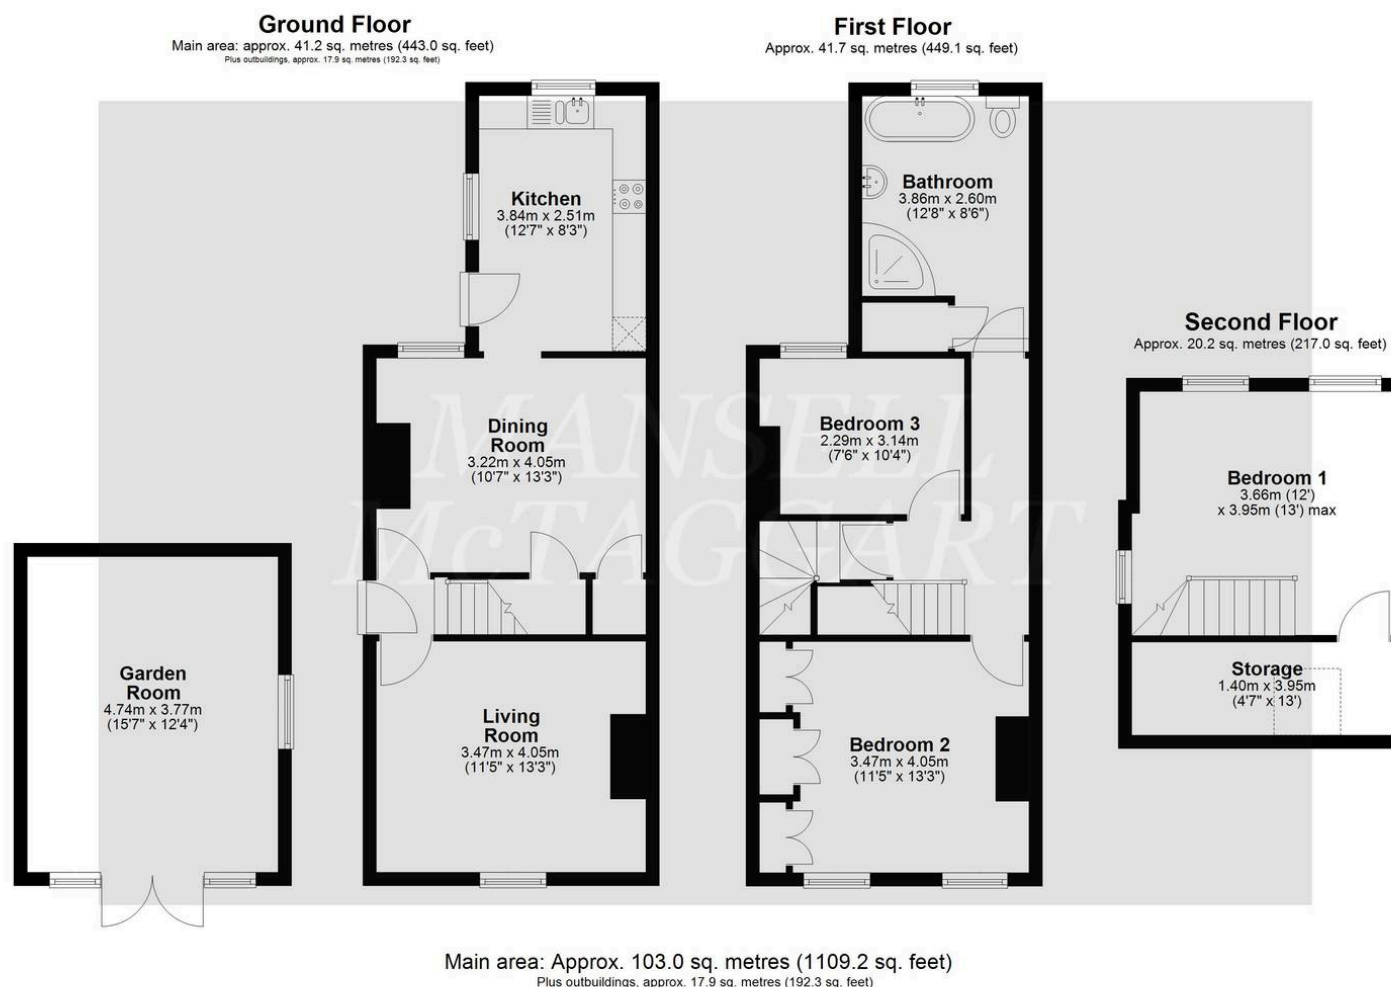 Ground Floor
Main area: approx. 41.2 sq. metres (443.0 sq. feet)
Plus outbuildings, approx. 17.9 sq. metres (192.3 sq. feet)
First Floor
Approx. 41.7 sq. metres (449.1 sq. feet)
Kitchen
3.84m x 2.51m
(12'7" x 8'3")
Bathroom
3.86m x 2.60m
(12'8" x 8'6")
Second Floor
Approx. 20.2 sq. metres (217.0 sq. feet)
Dining
Room
3.22m x 4.05m
(10'7" x 13'3")
Bedroom 3
2.29m x 3.14m
(7'6" x 10'4")
Bedroom 1
3.66m (12')
x 3.95m (13') max
MANSELL
McTAGGART
Garden
Room
4.74m x 3.77m
(15'7" x 12'4")
Living
Room
3.47m x 4.05m
(11'5" x 13'3")
Bedroom 2
3.47m x 4.05m
(11'5" x 13'3")
Storage
1.40m x 3.95m
(4'7" x 13')
Main area: Approx. 103.0 sq. metres (1109.2 sq. feet)
Plus outbuildings, approx. 17.9 sq. metres (192.3 sq. feet)